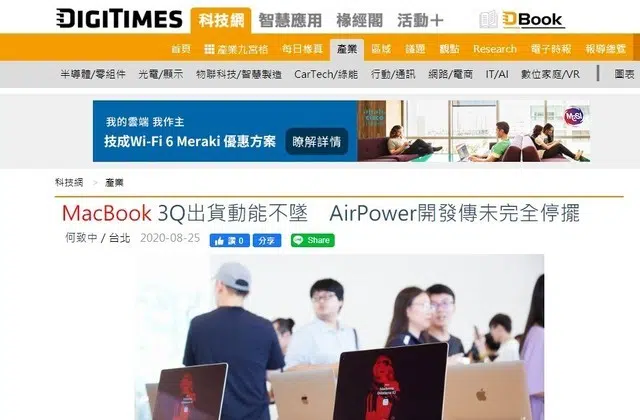 DIGITIMES 科技網 智慧應用 椽經閣 活動＋ DBook
首頁 產業九宮格 每日椽真 產業 區域 議題 觀點 Research 電子時報 報導總覽
半導體/零組件 光電/顯示 物聯科技/智慧製造 CarTech/綠能 行動/通訊 網路/電商 IT/AI 數位家庭/VR 圖表
我的雲端 我作主
技成Wi-Fi 6 Meraki 優惠方案 瞭解詳情
科技網 > 產業
MacBook 3Q出貨動能不墜 AirPower開發傳未完全停擺
何致中 / 台北 2020-08-25 讚 0 分享 Share